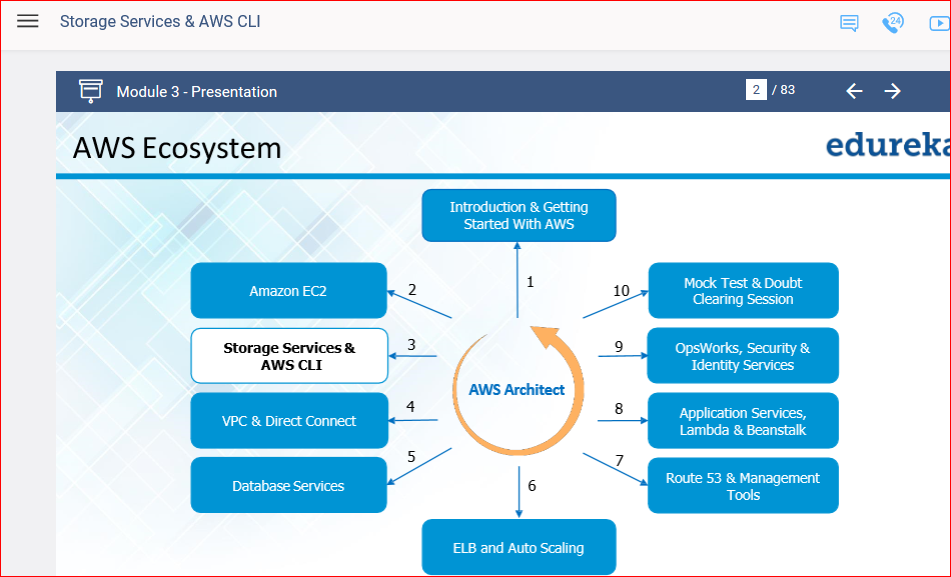 Storage Services & AWS CLI
24
Module 3 - Presentation
2 / 83
AWS Ecosystem
edureka
Introduction & Getting
Started With AWS
1
Amazon EC2
2
10
Mock Test & Doubt
Clearing Session
Storage Services &
AWS CLI
3
9
OpsWorks, Security &
Identity Services
AWS Architect
VPC & Direct Connect
4
8
Application Services,
Lambda & Beanstalk
Database Services
5
7
Route 53 & Management
Tools
6
ELB and Auto Scaling